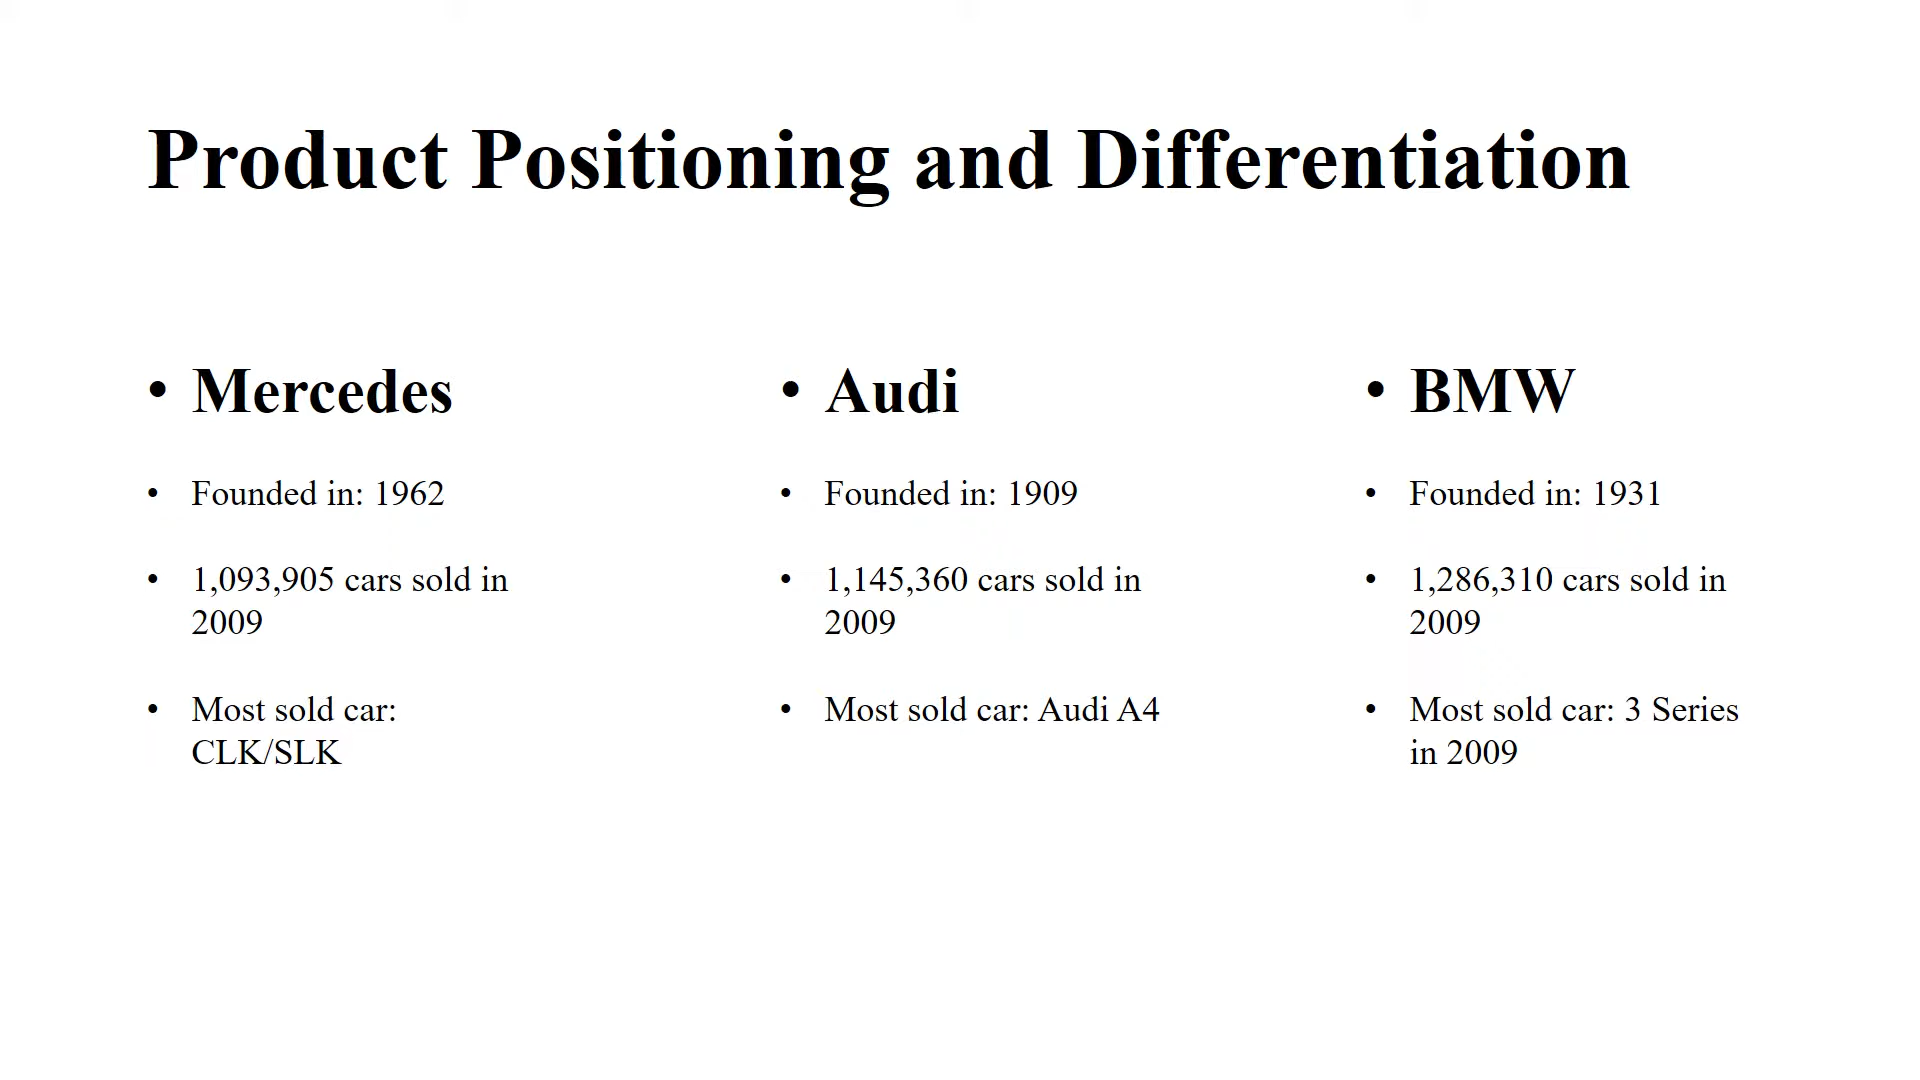 Product Positioning and Differentiation
• Mercedes
• Founded in: 1962
• 1,093,905 cars sold in
2009
• Most sold car:
CLK/SLK
• Audi
• Founded in: 1909
• 1,145,360 cars sold in
2009
• Most sold car: Audi A4
• BMW
• Founded in: 1931
• 1,286,310 cars sold in
2009
• Most sold car: 3 Series
in 2009